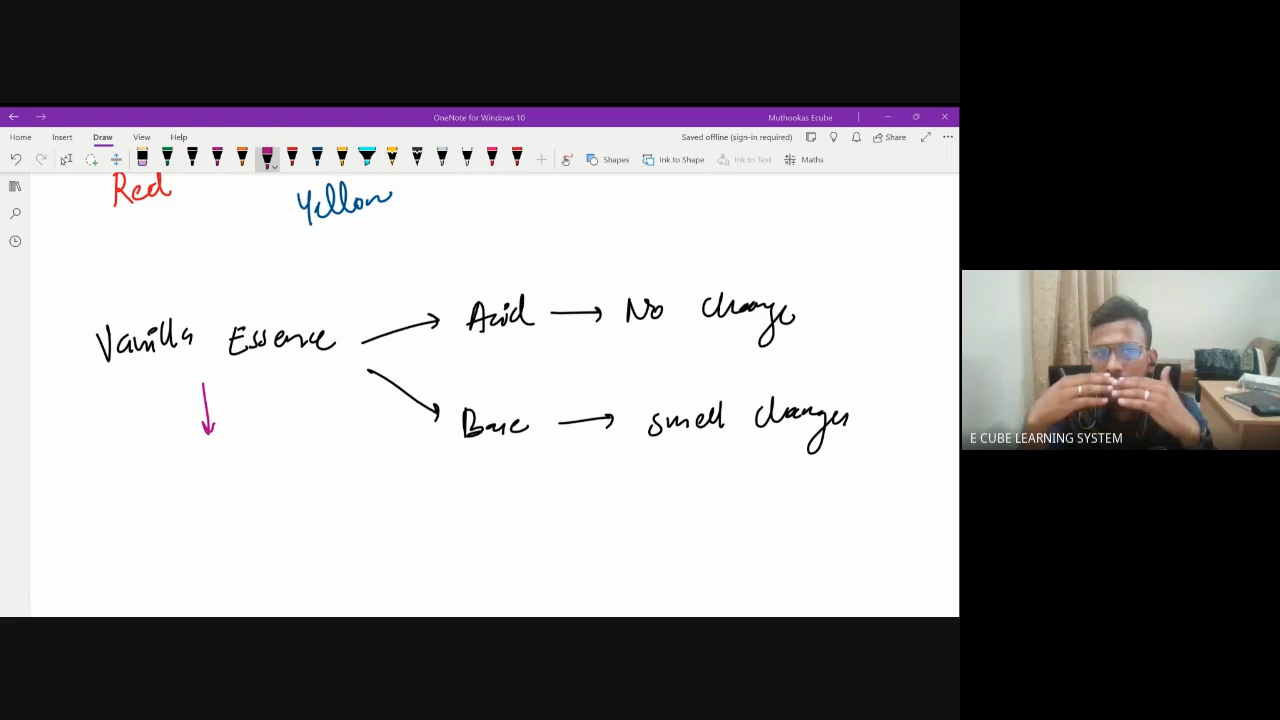 OneNote for Windows 10
Muthookas Ecube
Home Insert Draw View Help
Saved offline (sign-in required)
Share
Shapes
Ink to Shape
Ink to Text
Maths
Red
Yellow
Vanilla Essence
Acid → No change
Base → smell changes
E CUBE LEARNING SYSTEM